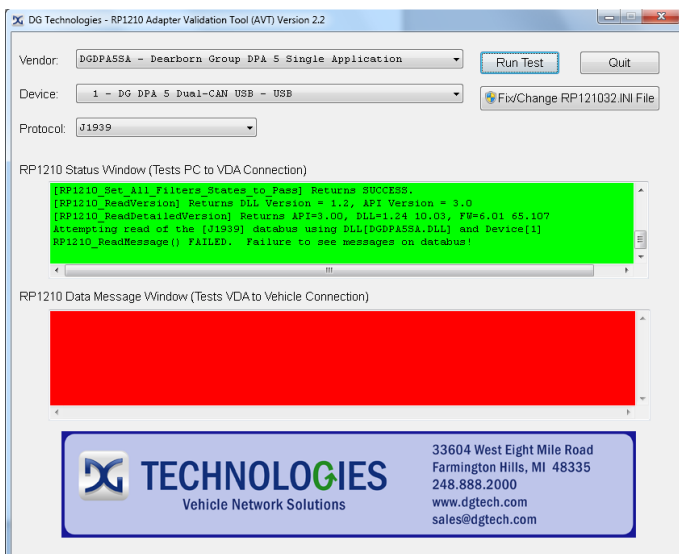 DG Technologies - RP1210 Adapter Validation Tool (AVT) Version 2.2
Vendor: DGDPA5SA - Dearborn Group DPA 5 Single Application
Run Test Quit
Device: 1 - DG DPA 5 Dual-CAN USB - USB
Fix/Change RP121032.INI File
Protocol: J1939
RP1210 Status Window (Tests PC to VDA Connection)
[RP1210_Set_All_Filters_States_to_Pass] Returns SUCCESS.
[RP1210_ReadVersion] Returns DLL Version = 1.2, API Version = 3.0
[RP1210_ReadDetailedVersion] Returns API=3.00, DLL=1.24 10.03, FW=6.01 65.107
Attempting read of the [J1939] databus using DLL[DGDPA5SA.DLL] and Device[1]
RP1210_ReadMessage() FAILED. Failure to see messages on databus!
RP1210 Data Message Window (Tests VDA to Vehicle Connection)
DG TECHNOLOGIES
Vehicle Network Solutions
33604 West Eight Mile Road
Farmington Hills, MI 48335
248.888.2000
www.dgtech.com
sales@dgtech.com